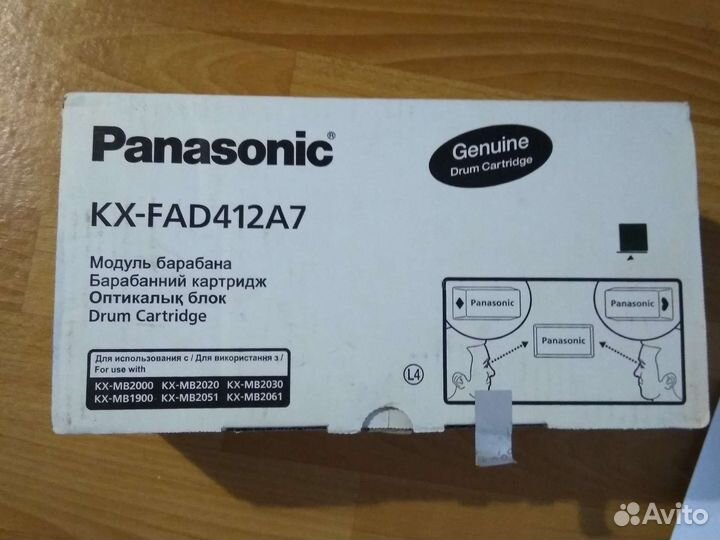 Panasonic®
Genuine
Drum Cartridge
KX-FAD412A7
Модуль барабана
Барабанний картридж
Оптикалық блок
Drum Cartridge
Для использования с / Для використання з /
For use with
KX-MB2000 KX-MB2020 KX-MB2030
KX-MB1900 KX-MB2051 KX-MB2061
L4
Panasonic
Panasonic
Panasonic
Avito